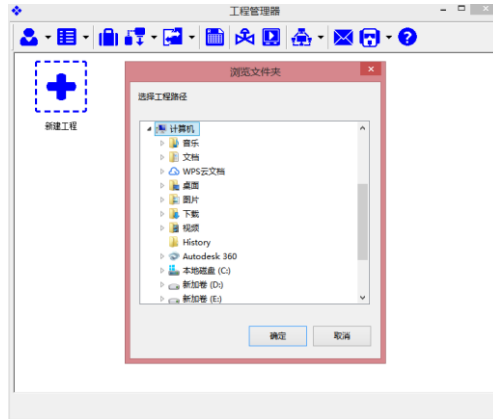 工程管理器
新建工程
浏览文件夹
选择工程路径
计算机
音乐
文档
WPS云文档
桌面
图片
下载
视频
History
Autodesk 360
本地磁盘 (C:)
新加卷 (D:)
新加卷 (E:)
确定
取消